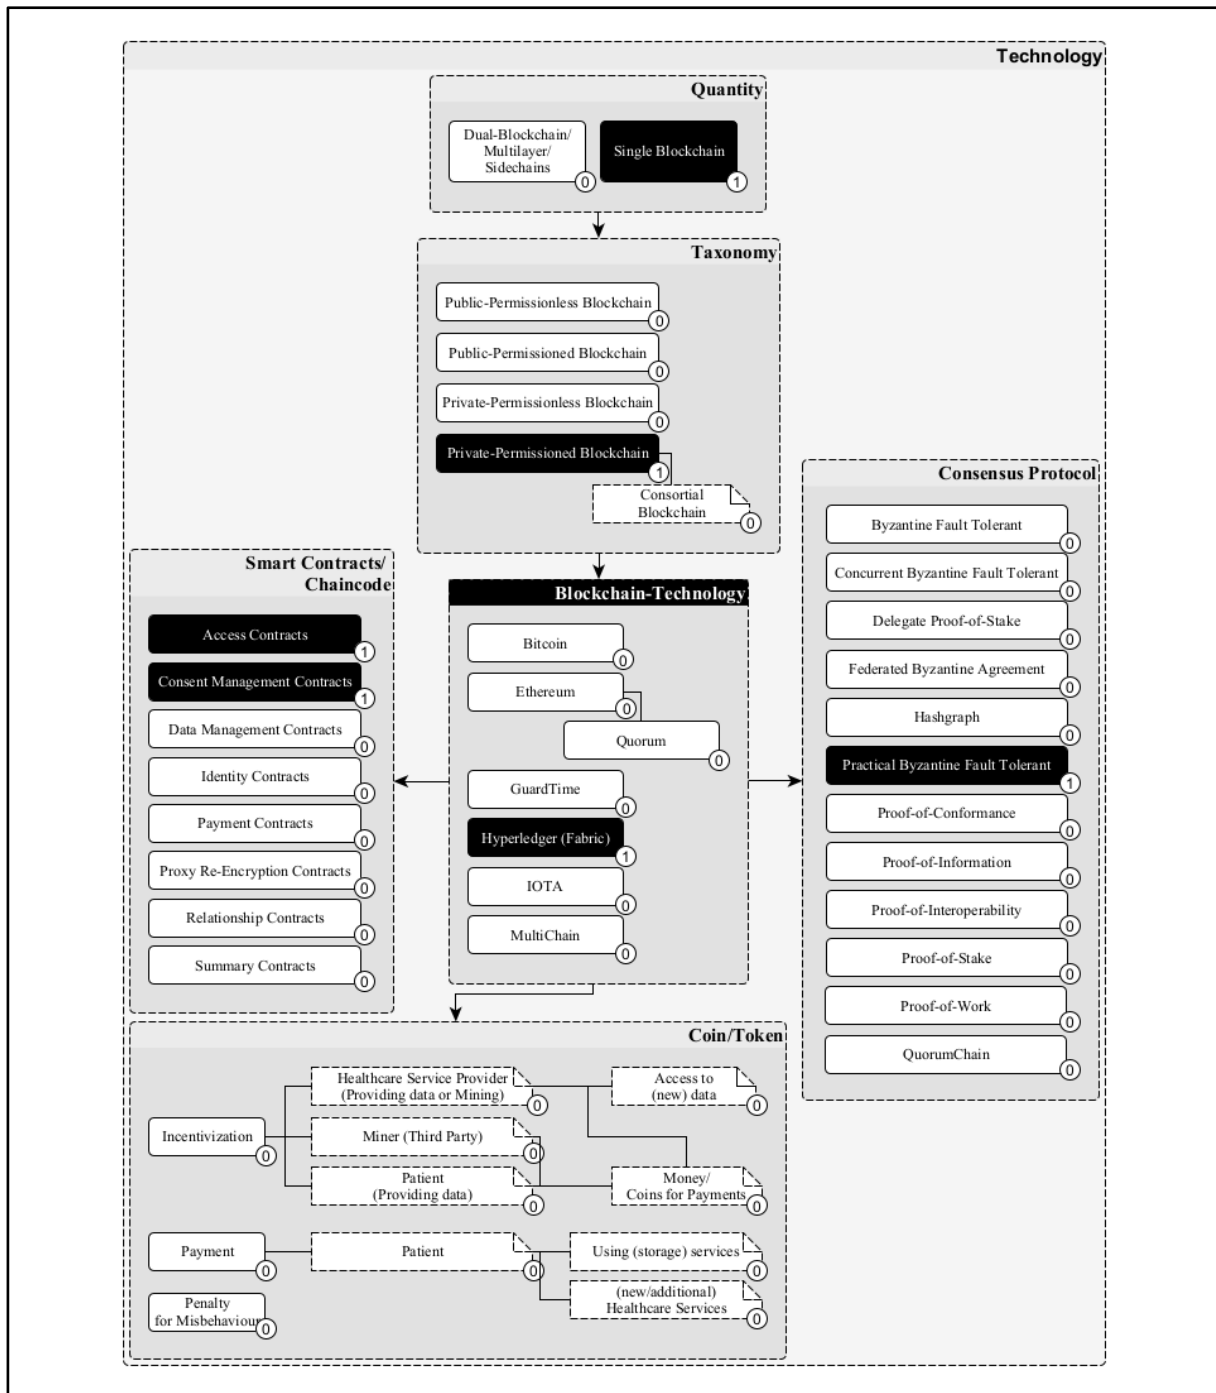 Technology
Quantity
Dual-Blockchain/
Multilayer/
Sidechains
0
Single Blockchain
1
Taxonomy
Public-Permissionless Blockchain
0
Public-Permissioned Blockchain
0
Private-Permissionless Blockchain
0
Private-Permissioned Blockchain
1
Consortial
Blockchain
0
Smart Contracts/
Chaincode
Access Contracts
1
Consent Management Contracts
1
Data Management Contracts
0
Identity Contracts
0
Payment Contracts
0
Proxy Re-Encryption Contracts
0
Relationship Contracts
0
Summary Contracts
0
Blockchain-Technology
Bitcoin
0
Ethereum
0
Quorum
0
GuardTime
0
Hyperledger (Fabric)
1
IOTA
0
MultiChain
0
Consensus Protocol
Byzantine Fault Tolerant
0
Concurrent Byzantine Fault Tolerant
0
Delegate Proof-of-Stake
0
Federated Byzantine Agreement
0
Hashgraph
0
Practical Byzantine Fault Tolerant
1
Proof-of-Conformance
0
Proof-of-Information
0
Proof-of-Interoperability
0
Proof-of-Stake
0
Proof-of-Work
0
QuorumChain
0
Coin/Token
Incentivization
0
Healthcare Service Provider
(Providing data or Mining)
0
Access to
(new) data
0
Miner (Third Party)
0
Patient
(Providing data)
0
Money/
Coins for Payments
0
Payment
0
Patient
0
Using (storage) services
0
(new/additional)
Healthcare Services
0
Penalty
for Misbehaviour
0